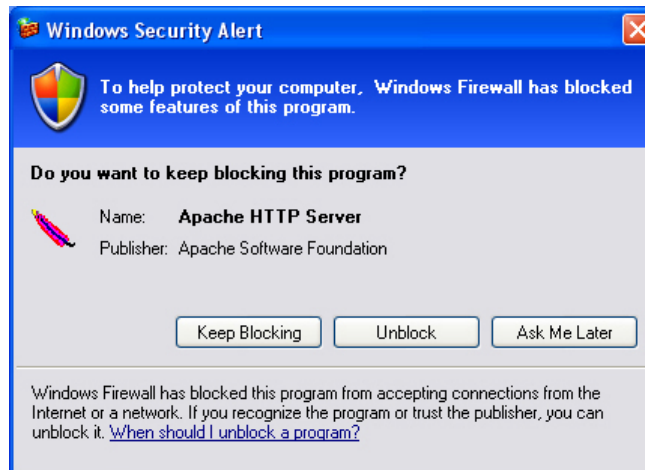 Windows Security Alert
To help protect your computer, Windows Firewall has blocked
some features of this program.
Do you want to keep blocking this program?
Name: Apache HTTP Server
Publisher: Apache Software Foundation
Keep Blocking Unblock Ask Me Later
Windows Firewall has blocked this program from accepting connections from the
Internet or a network. If you recognize the program or trust the publisher, you can
unblock it. When should I unblock a program?